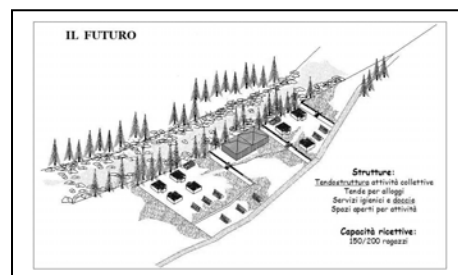 IL FUTURO
Strutture:
Tendostruttura attività collettive
Tende per alloggi
Servizi igienici e doccie
Spazi aperti per attività
Capacità ricettive:
150/200 ragazzi